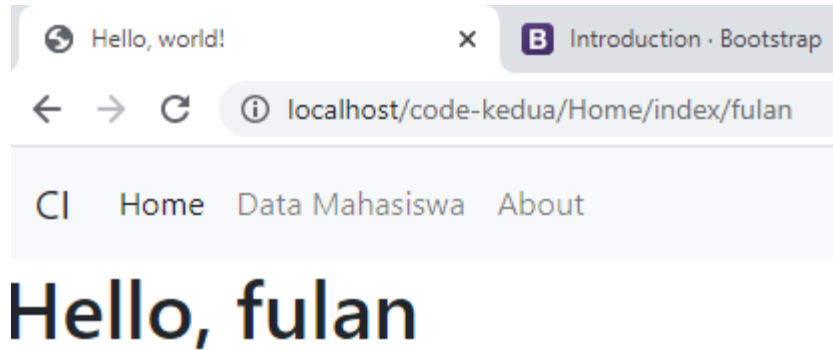 Hello, world! B Introduction · Bootstrap
localhost/code-kedua/Home/index/fulan
CI Home Data Mahasiswa About
Hello, fulan